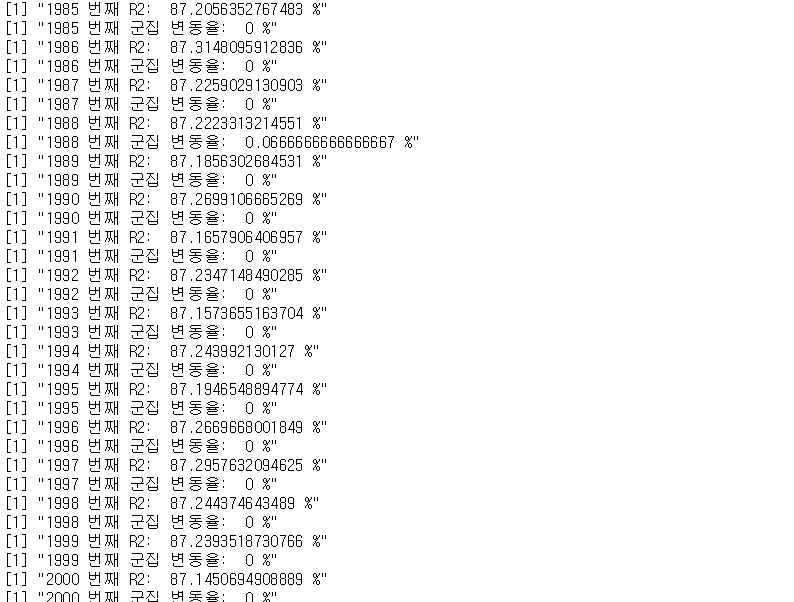 [1] "1985 번째 R2:  87.2056352767483 %"
[1] "1985 번째 군집 변동율:  0 %"
[1] "1986 번째 R2:  87.3148095912836 %"
[1] "1986 번째 군집 변동율:  0 %"
[1] "1987 번째 R2:  87.2259029130903 %"
[1] "1987 번째 군집 변동율:  0 %"
[1] "1988 번째 R2:  87.2223313214551 %"
[1] "1988 번째 군집 변동율:  0.0666666666666667 %"
[1] "1989 번째 R2:  87.1856302684531 %"
[1] "1989 번째 군집 변동율:  0 %"
[1] "1990 번째 R2:  87.2699106665269 %"
[1] "1990 번째 군집 변동율:  0 %"
[1] "1991 번째 R2:  87.1657906406957 %"
[1] "1991 번째 군집 변동율:  0 %"
[1] "1992 번째 R2:  87.2347148490285 %"
[1] "1992 번째 군집 변동율:  0 %"
[1] "1993 번째 R2:  87.1573655163704 %"
[1] "1993 번째 군집 변동율:  0 %"
[1] "1994 번째 R2:  87.243992130127 %"
[1] "1994 번째 군집 변동율:  0 %"
[1] "1995 번째 R2:  87.1946548894774 %"
[1] "1995 번째 군집 변동율:  0 %"
[1] "1996 번째 R2:  87.2669668001849 %"
[1] "1996 번째 군집 변동율:  0 %"
[1] "1997 번째 R2:  87.2957632094625 %"
[1] "1997 번째 군집 변동율:  0 %"
[1] "1998 번째 R2:  87.244374643489 %"
[1] "1998 번째 군집 변동율:  0 %"
[1] "1999 번째 R2:  87.2393518730766 %"
[1] "1999 번째 군집 변동율:  0 %"
[1] "2000 번째 R2:  87.1450694908889 %"
[1] "2000 번째 군집 변동율:  0 %"